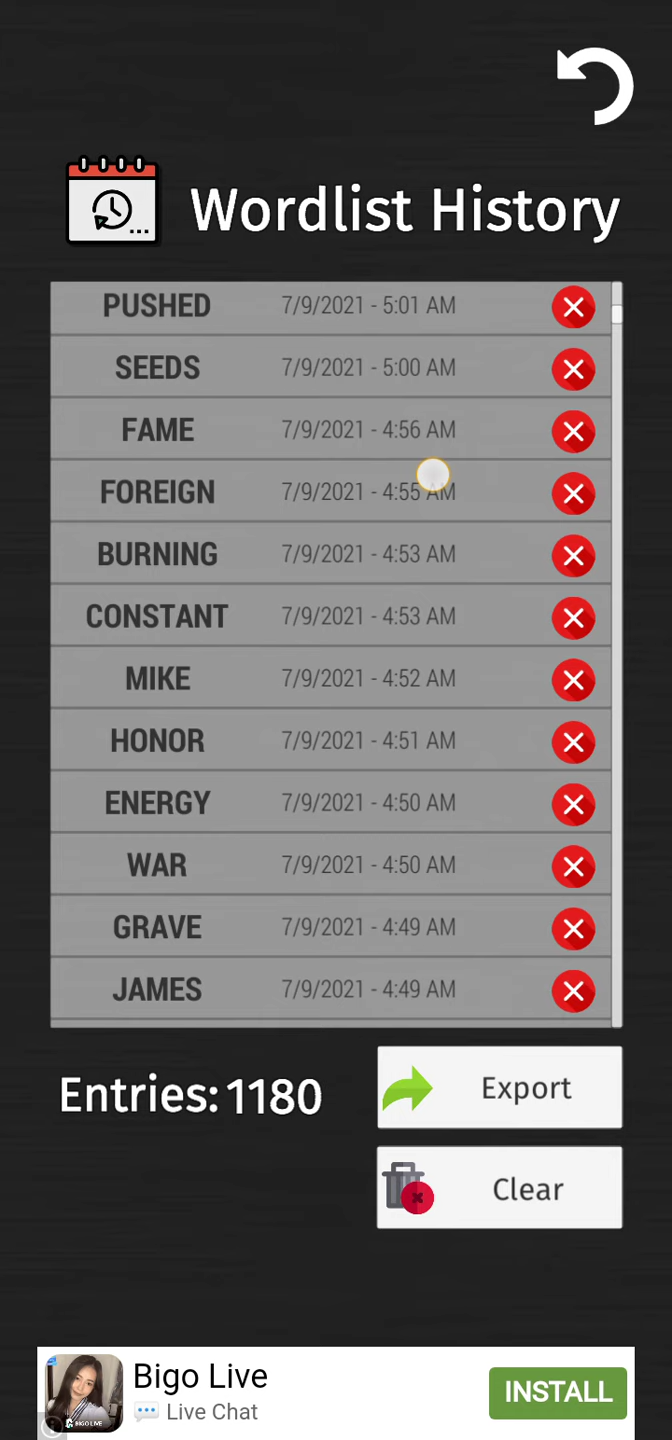 Wordlist History
PUSHED 7/9/2021 - 5:01 AM
SEEDS 7/9/2021 - 5:00 AM
FAME 7/9/2021 - 4:56 AM
FOREIGN 7/9/2021 - 4:55 AM
BURNING 7/9/2021 - 4:53 AM
CONSTANT 7/9/2021 - 4:53 AM
MIKE 7/9/2021 - 4:52 AM
HONOR 7/9/2021 - 4:51 AM
ENERGY 7/9/2021 - 4:50 AM
WAR 7/9/2021 - 4:50 AM
GRAVE 7/9/2021 - 4:49 AM
JAMES 7/9/2021 - 4:49 AM
Entries: 1180
Export
Clear
Bigo Live
Live Chat
INSTALL
BIGO LIVE